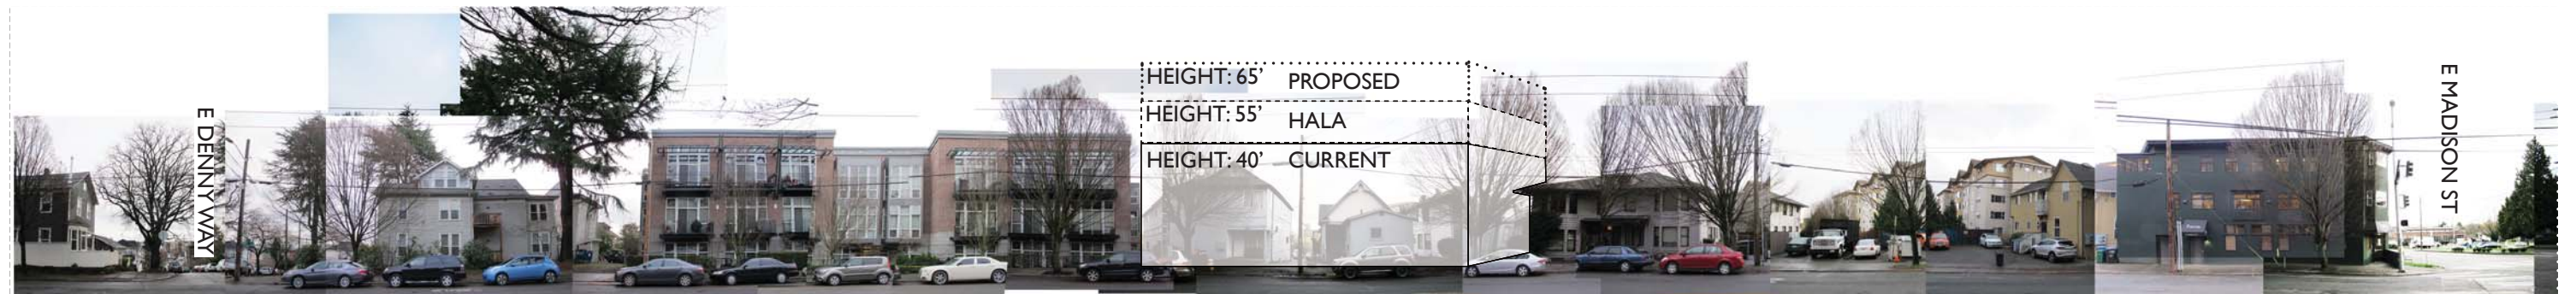 E DENNY WAY
HEIGHT: 65’ PROPOSED
HEIGHT: 55’ HALA
HEIGHT: 40’ CURRENT
E MADISON ST